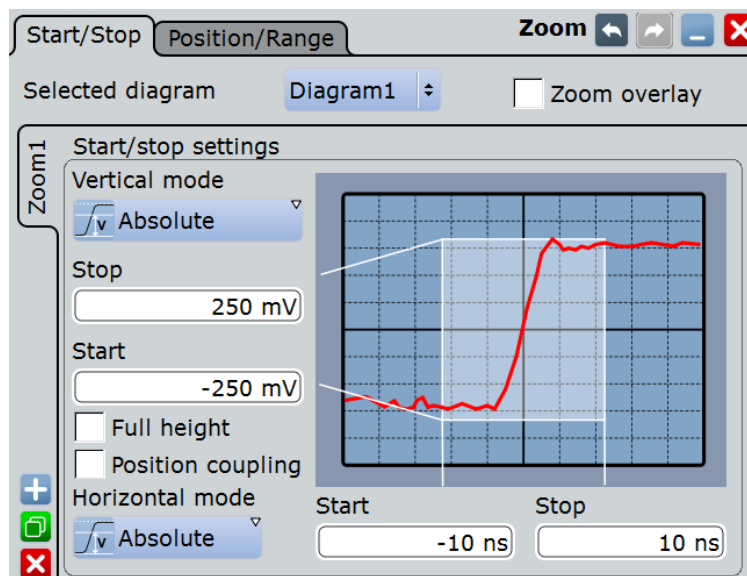 Start/Stop Position/Range Zoom
Selected diagram Diagram1 Zoom overlay
Zoom1
Start/stop settings
Vertical mode
V Absolute
Stop
250 mV
Start
-250 mV
Full height
Position coupling
Horizontal mode
V Absolute
Start Stop
-10 ns 10 ns